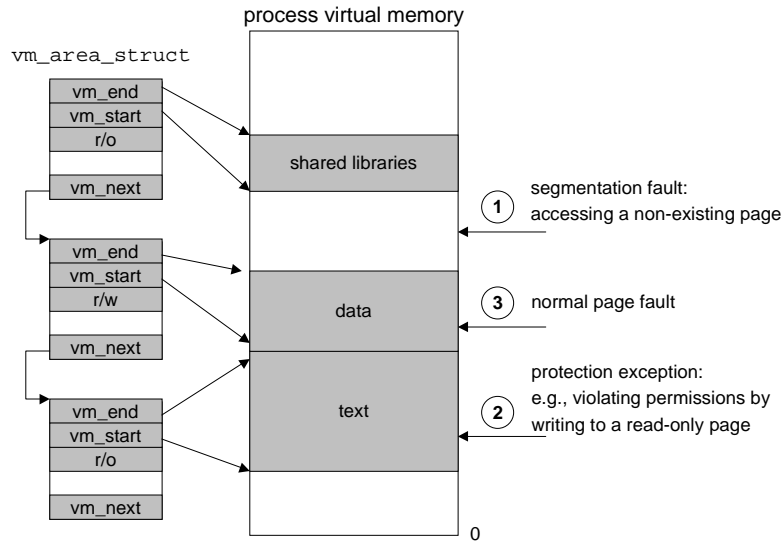 process virtual memory
vm_area_struct
vm_end
vm_start
r/o
vm_next
shared libraries
1
segmentation fault:
accessing a non-existing page
vm_end
vm_start
r/w
vm_next
data
3
normal page fault
vm_end
vm_start
r/o
vm_next
text
2
protection exception:
e.g., violating permissions by
writing to a read-only page
0